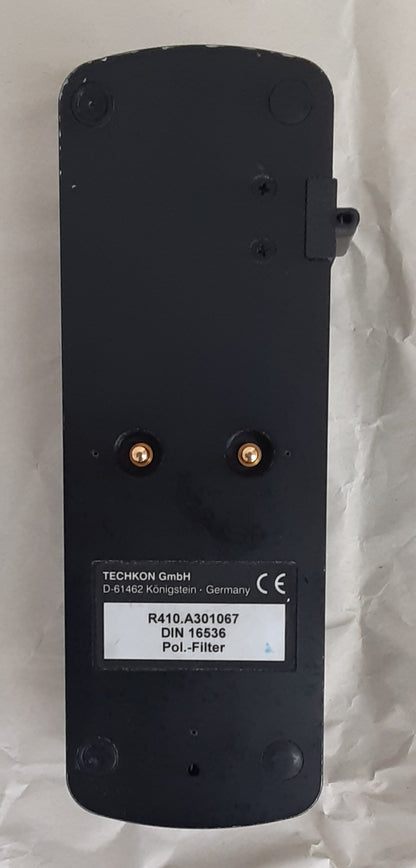 TECHKON GmbH
D-61462 Königstein · Germany CE
R410.A301067
DIN 16536
Pol.-Filter